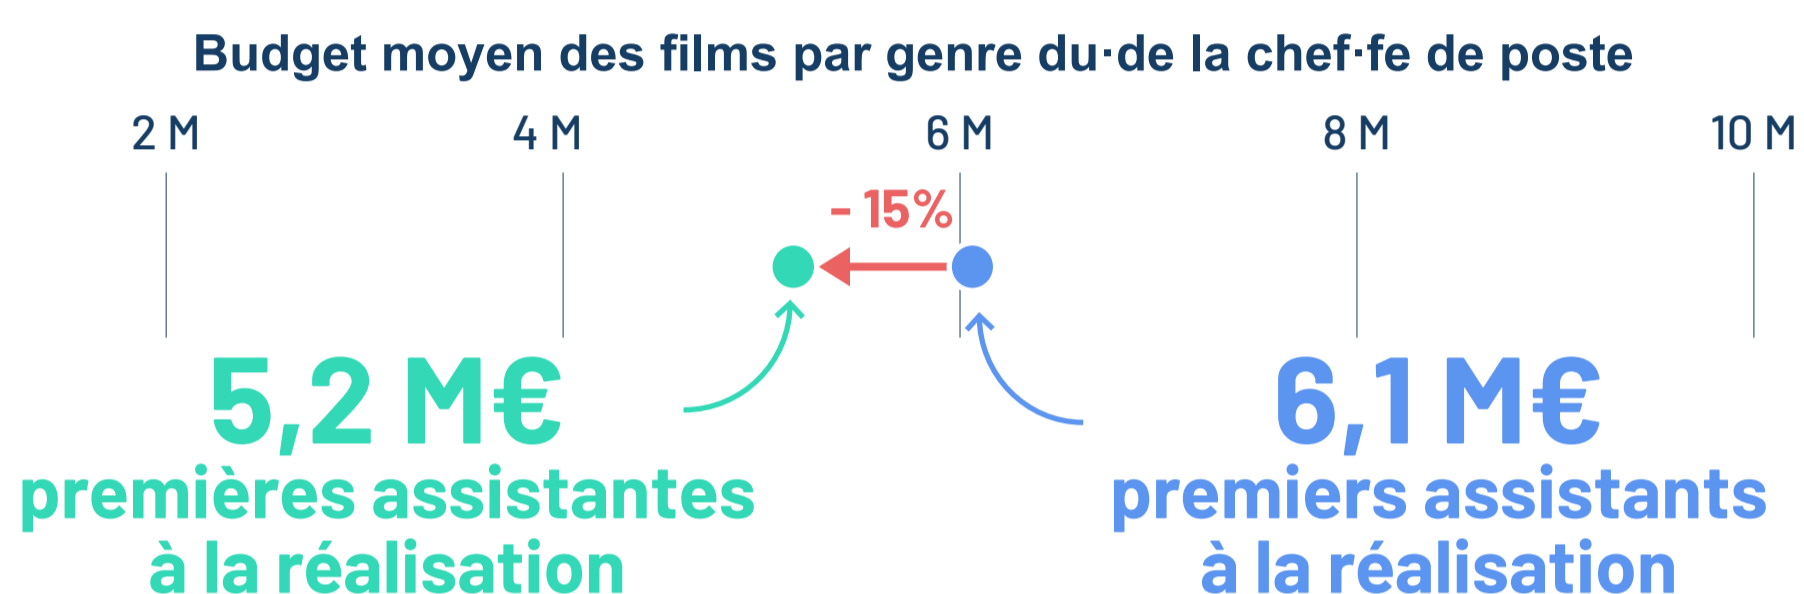 Budget moyen des films par genre du·de la chef·fe de poste
2 M 4 M 6 M 8 M 10 M
- 15%
5,2 M€
premières assistantes
à la réalisation
6,1 M€
premiers assistants
à la réalisation